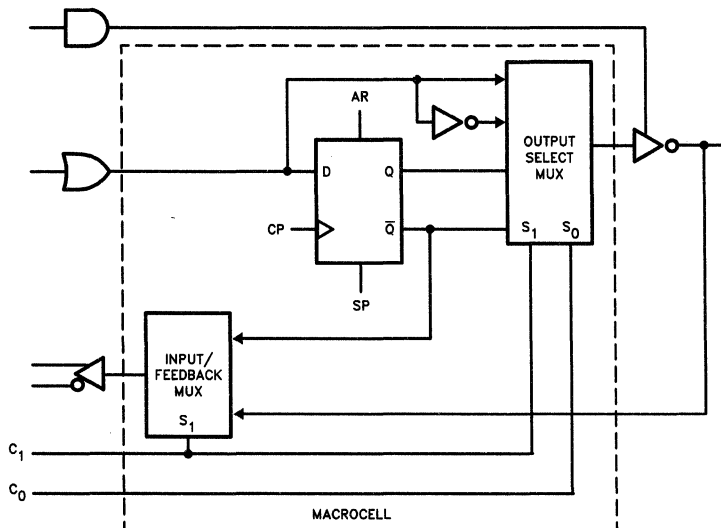 AR
D Q
CP
Q̅
SP
OUTPUT
SELECT
MUX
S₁ S₀
INPUT/
FEEDBACK
MUX
S₁
C₁
C₀
MACROCELL